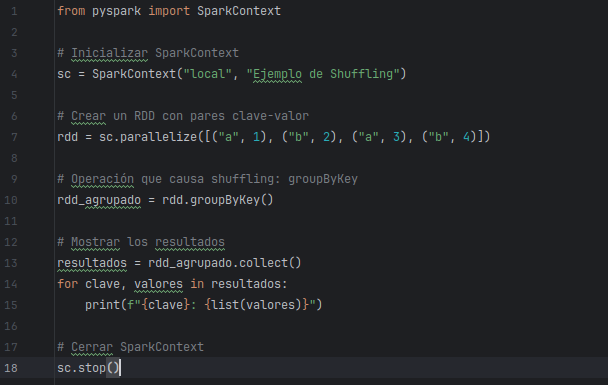 1 from pyspark import SparkContext
2
3 # Inicializar SparkContext
4 sc = SparkContext("local", "Ejemplo de Shuffling")
5
6 # Crear un RDD con pares clave-valor
7 rdd = sc.parallelize([("a", 1), ("b", 2), ("a", 3), ("b", 4)])
8
9 # Operación que causa shuffling: groupByKey
10 rdd_agrupado = rdd.groupByKey()
11
12 # Mostrar los resultados
13 resultados = rdd_agrupado.collect()
14 for clave, valores in resultados:
15     print(f"{clave}: {list(valores)}")
16
17 # Cerrar SparkContext
18 sc.stop()